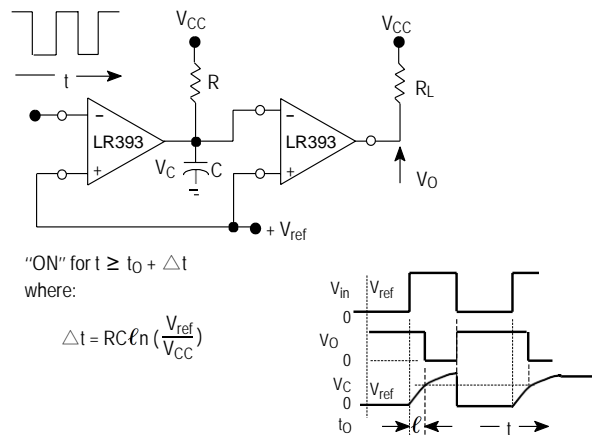 VCC
VCC
t
R
RL
−
−
LR393
LR393
VC
C
+
+
VO
+ Vref
“ON” for t ≥ tO + △t
where:
△t = RCℓn (Vref/VCC)
Vin
Vref
0
VO
0
VC
Vref
0
tO
ℓ
t